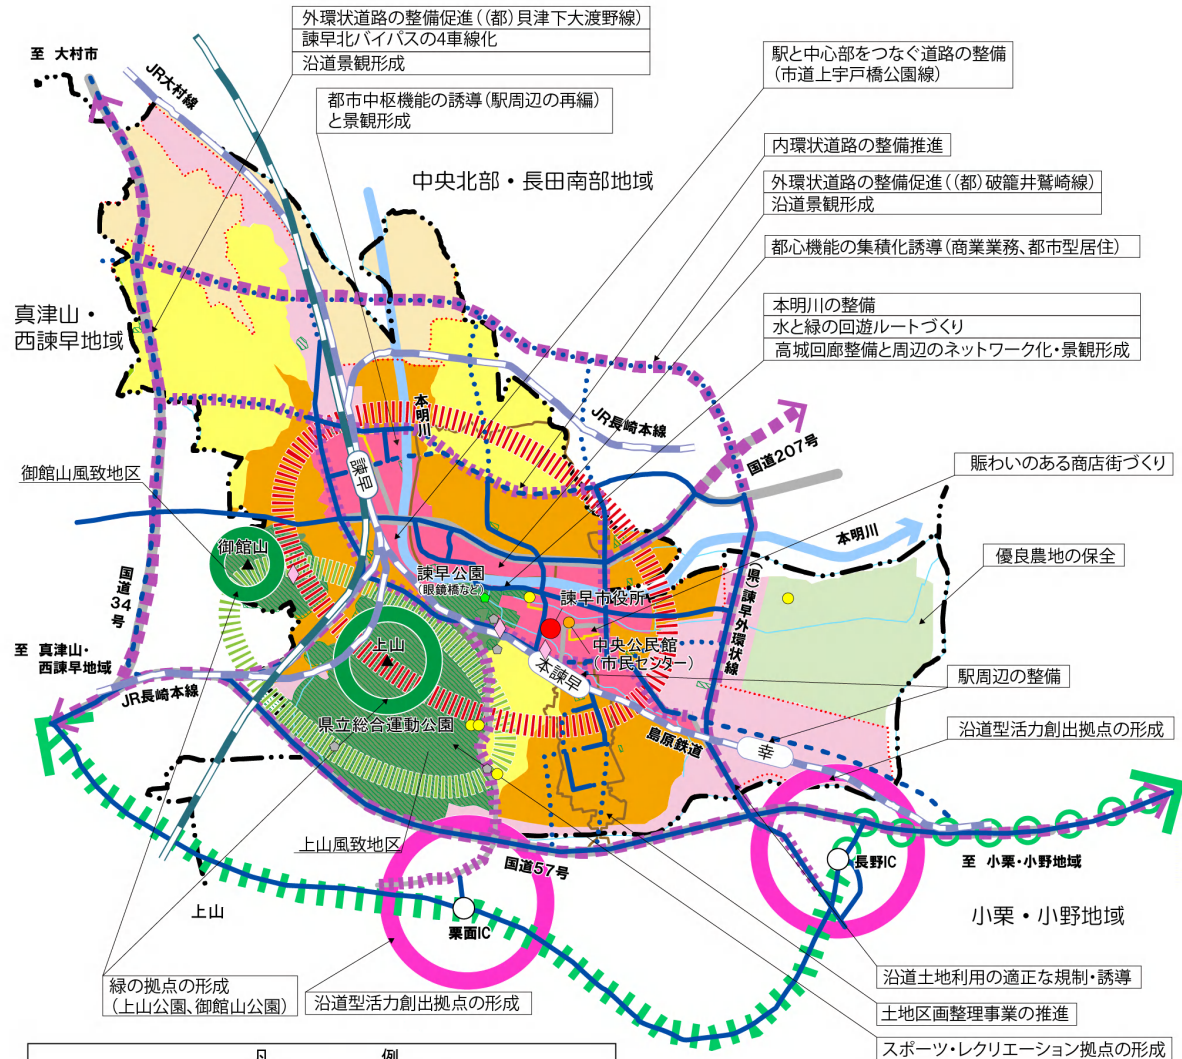 外環状道路の整備促進((都)貝津下大渡野線)
諫早北バイパスの4車線化
沿道景観形成
至 大村市
JR大村線
都市中枢機能の誘導(駅周辺の再編)
と景観形成
駅と中心部をつなぐ道路の整備
(市道上宇戸橋公園線)
内環状道路の整備推進
外環状道路の整備促進((都)破籠井鷲崎線)
沿道景観形成
都心機能の集積化誘導(商業業務、都市型居住)
本明川の整備
水と緑の回遊ルートづくり
高城回廊整備と周辺のネットワーク化・景観形成
中央北部・長田南部地域
真津山・
西諫早地域
本明川
JR長崎本線
国道207号
諫早
賑わいのある商店街づくり
御館山風致地区
御館山
本明川
優良農地の保全
国道34号
諫早公園
(眼鏡橋など)
諫早市役所
(県)諫早外環状線
中央公民館
(市民センター)
上山
本諫早
至 真津山・
西諫早地域
JR長崎本線
駅周辺の整備
県立総合運動公園
島原鉄道
幸
沿道型活力創出拠点の形成
上山風致地区
国道57号
長野IC
至 小栗・小野地域
上山
栗面IC
小栗・小野地域
緑の拠点の形成
(上山公園、御館山公園)
沿道型活力創出拠点の形成
沿道土地利用の適正な規制・誘導
土地区画整理事業の推進
スポーツ・レクリエーション拠点の形成
凡 例